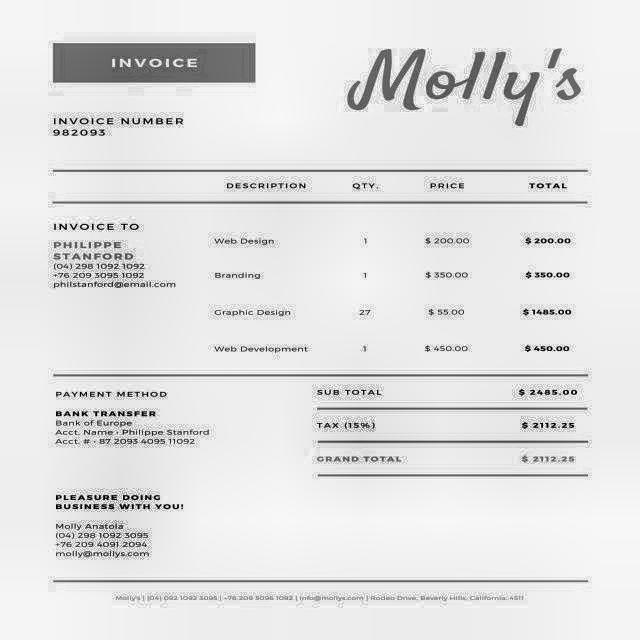 INVOICE
Molly's
INVOICE NUMBER
982093
DESCRIPTION QTY. PRICE TOTAL
INVOICE TO
PHILIPPE
STANFORD
(04) 298 1092 1092
+76 209 3095 1092
philstanford@email.com
Web Design 1 $ 200.00 $ 200.00
Branding 1 $ 350.00 $ 350.00
Graphic Design 27 $ 55.00 $ 1485.00
Web Development 1 $ 450.00 $ 450.00
PAYMENT METHOD
BANK TRANSFER
Bank of Europe
Acct. Name • Philippe Stanford
Acct. # • 87 2093 4095 11092
SUB TOTAL $ 2485.00
TAX (15%) $ 2112.25
GRAND TOTAL $ 2112.25
PLEASURE DOING
BUSINESS WITH YOU!
Molly Anatola
(04) 298 1092 3095
+76 209 4091 2094
molly@mollys.com
Molly's | (04) 092 1092 3095 | +76 209 3096 1092 | info@mollys.com | Rodeo Drive, Beverly Hills, California, 4511